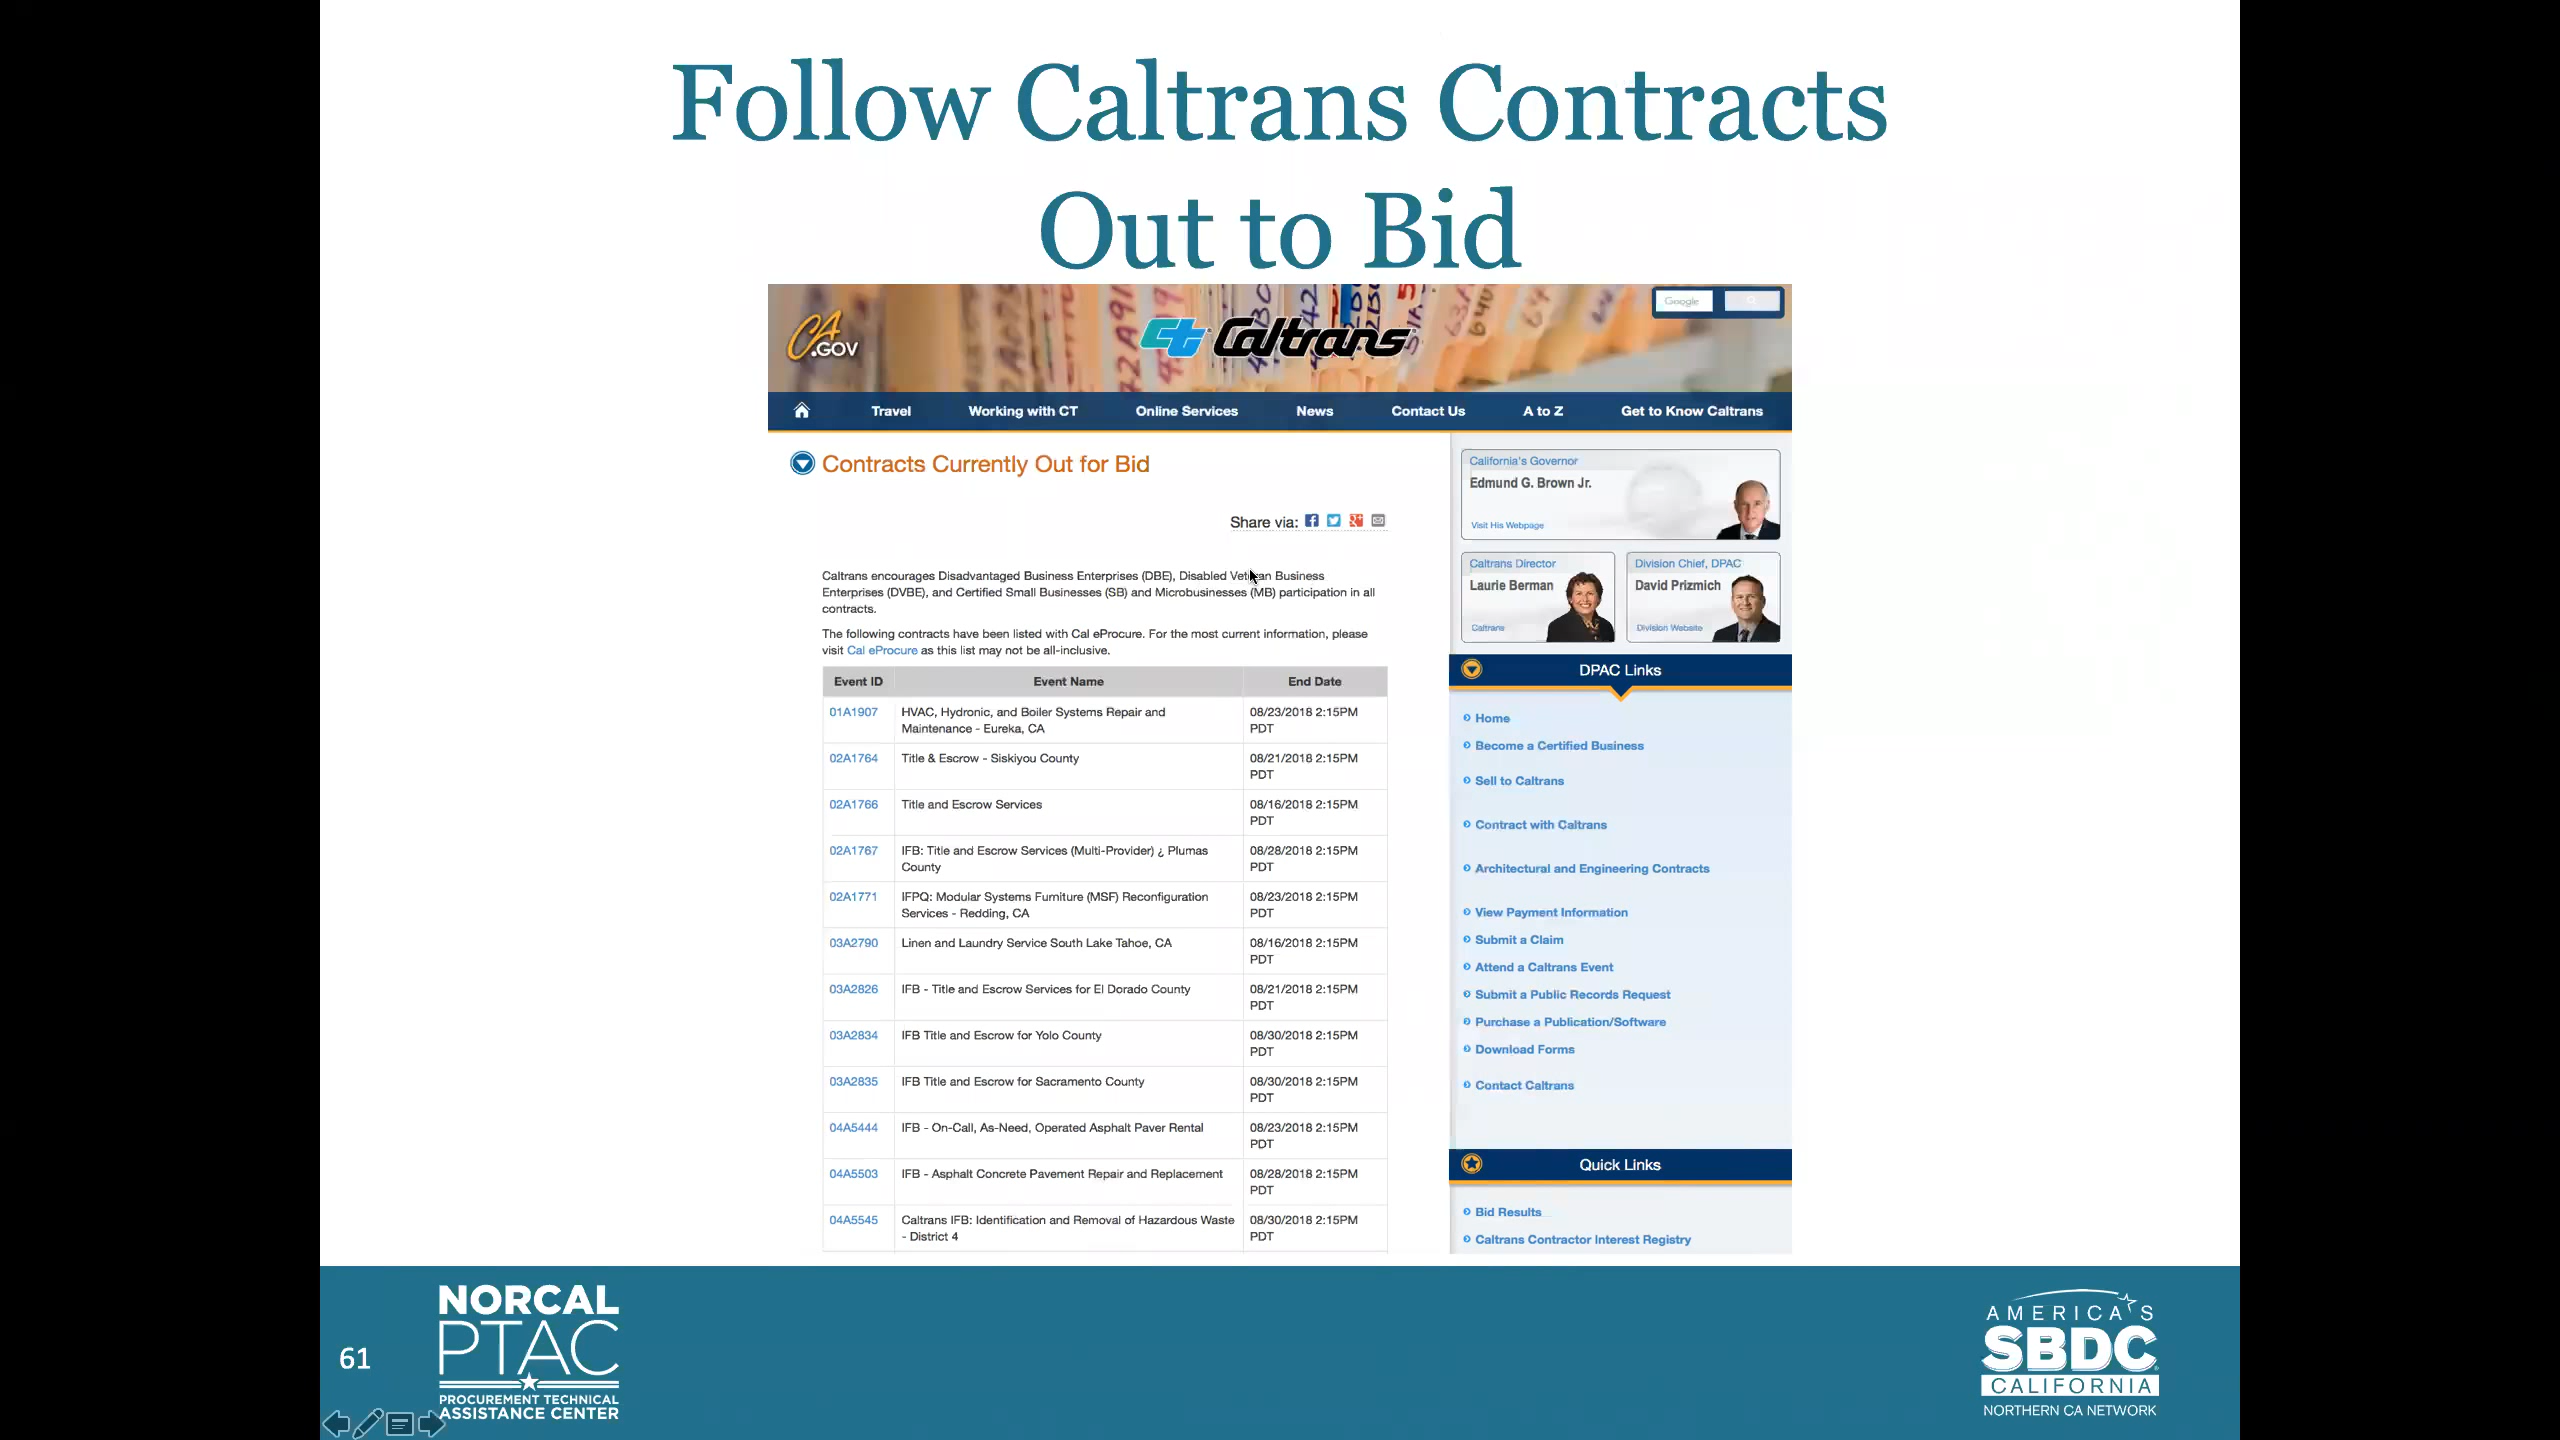 Follow Caltrans Contracts
Out to Bid
CA.GOV
Caltrans
Google
Travel
Working with CT
Online Services
News
Contact Us
A to Z
Get to Know Caltrans
Contracts Currently Out for Bid
Share via:
Caltrans encourages Disadvantaged Business Enterprises (DBE), Disabled Veteran Business
Enterprises (DVBE), and Certified Small Businesses (SB) and Microbusinesses (MB) participation in all
contracts.
The following contracts have been listed with Cal eProcure. For the most current information, please
visit Cal eProcure as this list may not be all-inclusive.
Event ID Event Name End Date
01A1907 HVAC, Hydronic, and Boiler Systems Repair and 08/23/2018 2:15PM
Maintenance - Eureka, CA PDT
02A1764 Title & Escrow - Siskiyou County 08/21/2018 2:15PM
PDT
02A1766 Title and Escrow Services 08/16/2018 2:15PM
PDT
02A1767 IFB: Title and Escrow Services (Multi-Provider) ¿ Plumas 08/28/2018 2:15PM
County PDT
02A1771 IFPQ: Modular Systems Furniture (MSF) Reconfiguration 08/23/2018 2:15PM
Services - Redding, CA PDT
03A2790 Linen and Laundry Service South Lake Tahoe, CA 08/16/2018 2:15PM
PDT
03A2826 IFB - Title and Escrow Services for El Dorado County 08/21/2018 2:15PM
PDT
03A2834 IFB Title and Escrow for Yolo County 08/30/2018 2:15PM
PDT
03A2835 IFB Title and Escrow for Sacramento County 08/30/2018 2:15PM
PDT
04A5444 IFB - On-Call, As-Need, Operated Asphalt Paver Rental 08/23/2018 2:15PM
PDT
04A5503 IFB - Asphalt Concrete Pavement Repair and Replacement 08/28/2018 2:15PM
PDT
04A5545 Caltrans IFB: Identification and Removal of Hazardous Waste 08/30/2018 2:15PM
- District 4 PDT
California's Governor
Edmund G. Brown Jr.
Visit His Webpage
Caltrans Director
Laurie Berman
Caltrans
Division Chief, DPAC
David Prizmich
Division Website
DPAC Links
Home
Become a Certified Business
Sell to Caltrans
Contract with Caltrans
Architectural and Engineering Contracts
View Payment Information
Submit a Claim
Attend a Caltrans Event
Submit a Public Records Request
Purchase a Publication/Software
Download Forms
Contact Caltrans
Quick Links
Bid Results
Caltrans Contractor Interest Registry
61
NORCAL
PTAC
PROCUREMENT TECHNICAL
ASSISTANCE CENTER
AMERICA'S
SBDC
CALIFORNIA
NORTHERN CA NETWORK